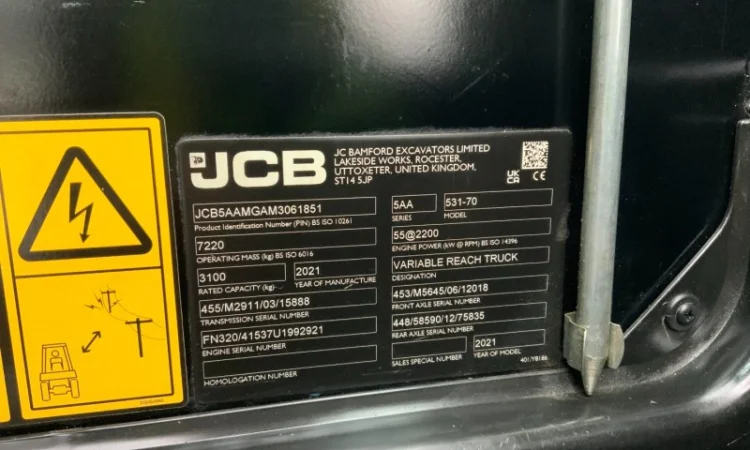 JCB
JC BAMFORD EXCAVATORS LIMITED
LAKESIDE WORKS, ROCESTER,
UTTOXETER, UNITED KINGDOM,
ST14 5JP
UK
CA
CE
JCB5AAMGAM3061851
Product Identification Number (PIN) BS ISO 10261
7220
OPERATING MASS (kg) BS ISO 6016
3100
RATED CAPACITY (kg)
2021
YEAR OF MANUFACTURE
455/M2911/03/15888
TRANSMISSION SERIAL NUMBER
FN320/41537U1992921
ENGINE SERIAL NUMBER
HOMOLOGATION NUMBER
5AA
SERIES
531-70
MODEL
55@2200
ENGINE POWER (kW @ RPM) BS ISO 14396
VARIABLE REACH TRUCK
DESIGNATION
453/M5645/06/12018
FRONT AXLE SERIAL NUMBER
448/58590/12/75835
REAR AXLE SERIAL NUMBER
SALES SPECIAL NUMBER
2021
YEAR OF MODEL
401/Y8186